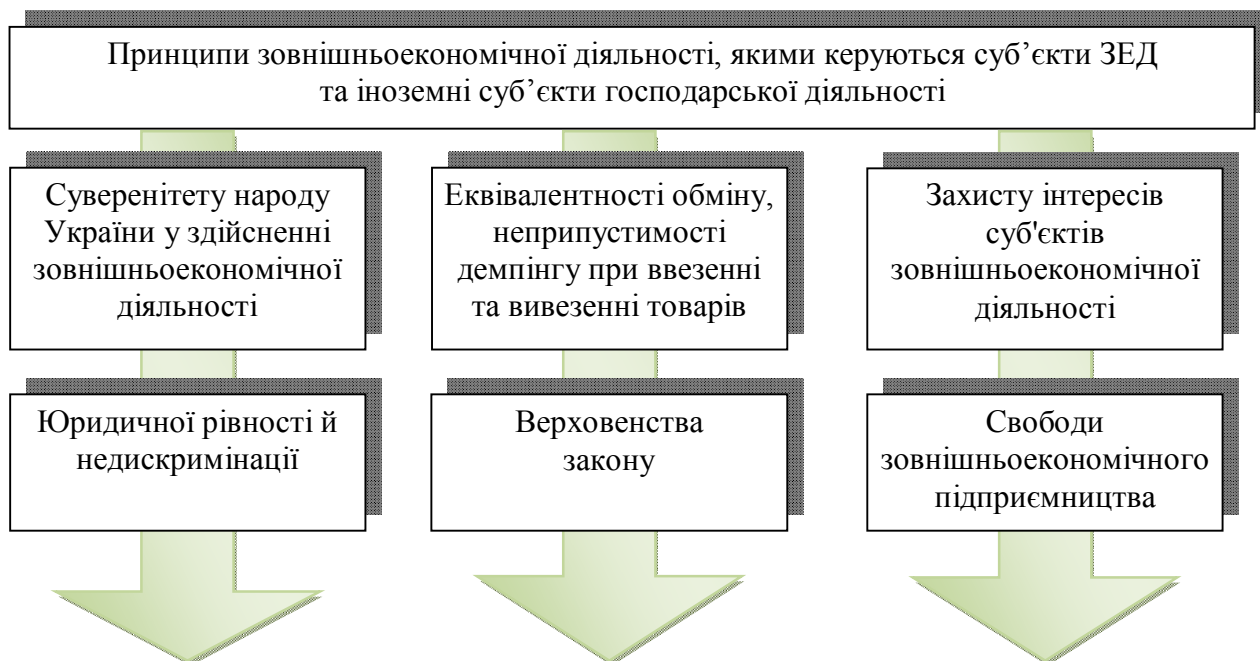 Принципи зовнішньоекономічної діяльності, якими керуються суб’єкти ЗЕД
та іноземні суб’єкти господарської діяльності
Суверенітету народу
України у здійсненні
зовнішньоекономічної
діяльності
Еквівалентності обміну,
неприпустимості
демпінгу при ввезенні
та вивезенні товарів
Захисту інтересів
суб'єктів
зовнішньоекономічної
діяльності
Юридичної рівності й
недискримінації
Верховенства
закону
Свободи
зовнішньоекономічного
підприємництва